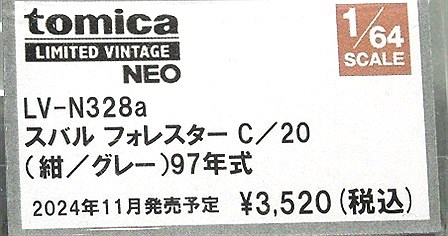 tomica
LIMITED VINTAGE
NEO
1/64
SCALE
LV-N328a
スバル フォレスター C／20
（紺／グレー）97年式
2024年11月発売予定 ¥3,520（税込）